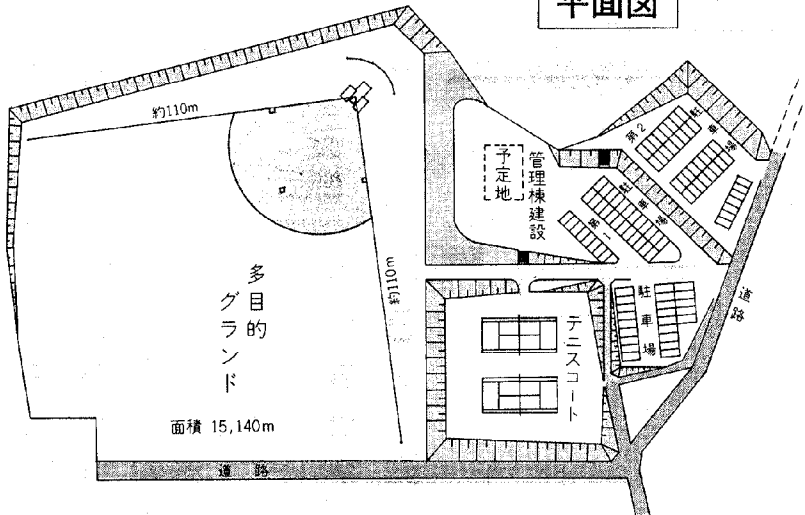 平面図
約110m
約110m
多目的
グランド
面積 15,140m
管理棟建設
予定地
第2
駐車場
第1
駐車場
駐車場
テニスコート
道路
道路